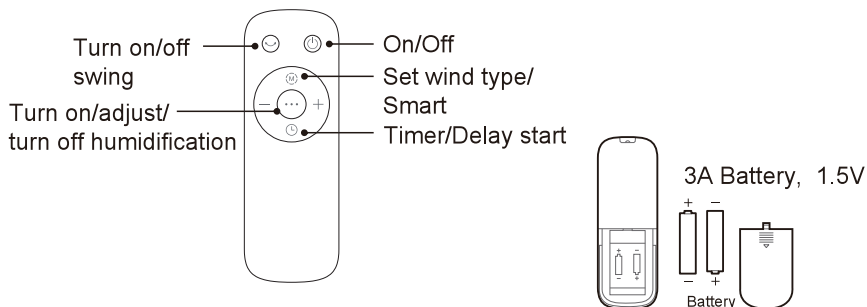 Turn on/off
swing
On/Off
Set wind type/
Smart
Turn on/adjust/
turn off humidification
Timer/Delay start
M
− ... +
3A Battery, 1.5V
+ −
− +
+ −
− +
Battery